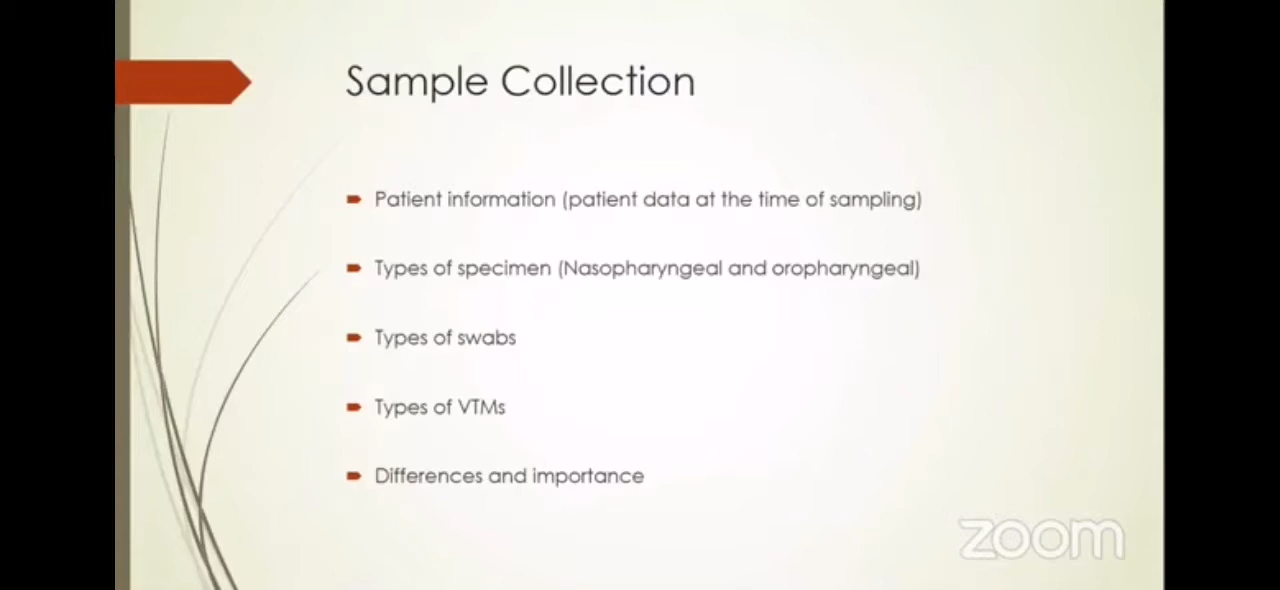 Sample Collection
Patient information (patient data at the time of sampling)
Types of specimen (Nasopharyngeal and oropharyngeal)
Types of swabs
Types of VTMs
Differences and importance
zoom